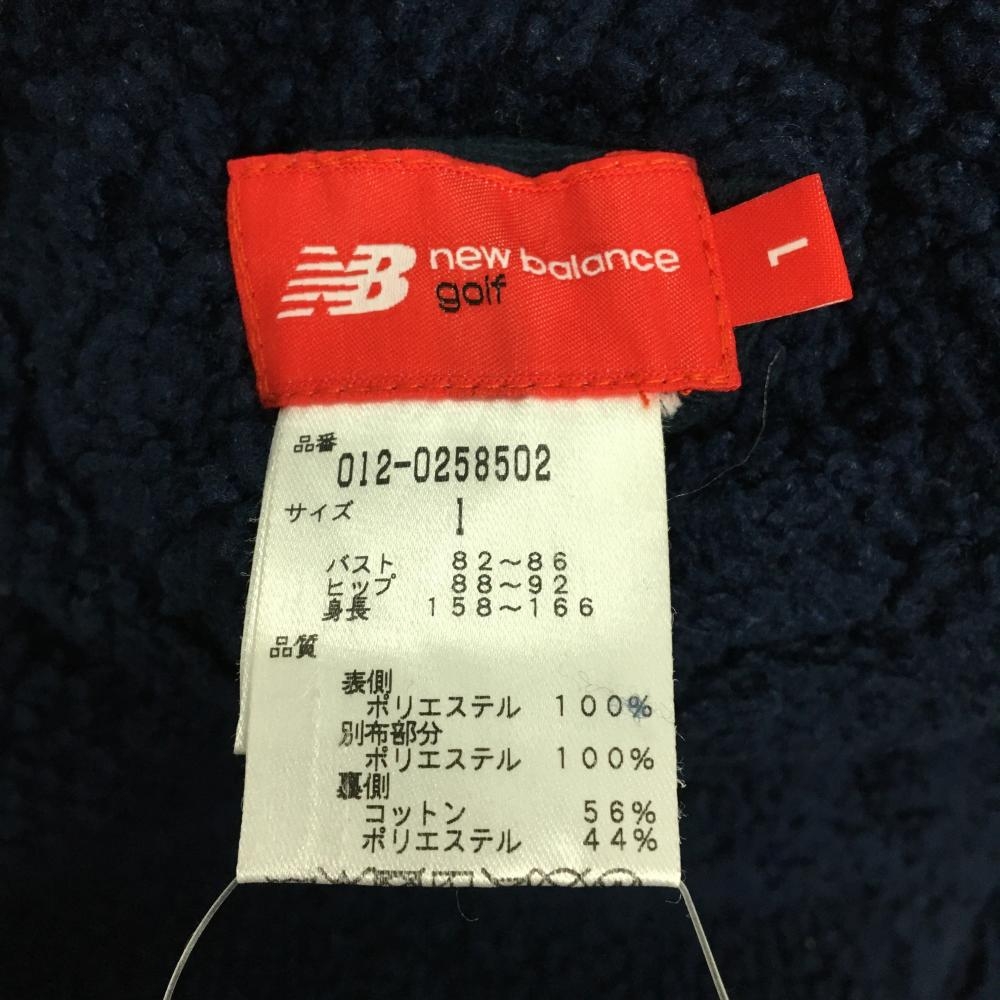 NB new balance
golf
1
品番
012-0258502
サイズ 1
バスト 82～86
ヒップ 88～92
身長 158～166
品質
表側
ポリエステル 100%
別布部分
ポリエステル 100%
裏側
コットン 56%
ポリエステル 44%